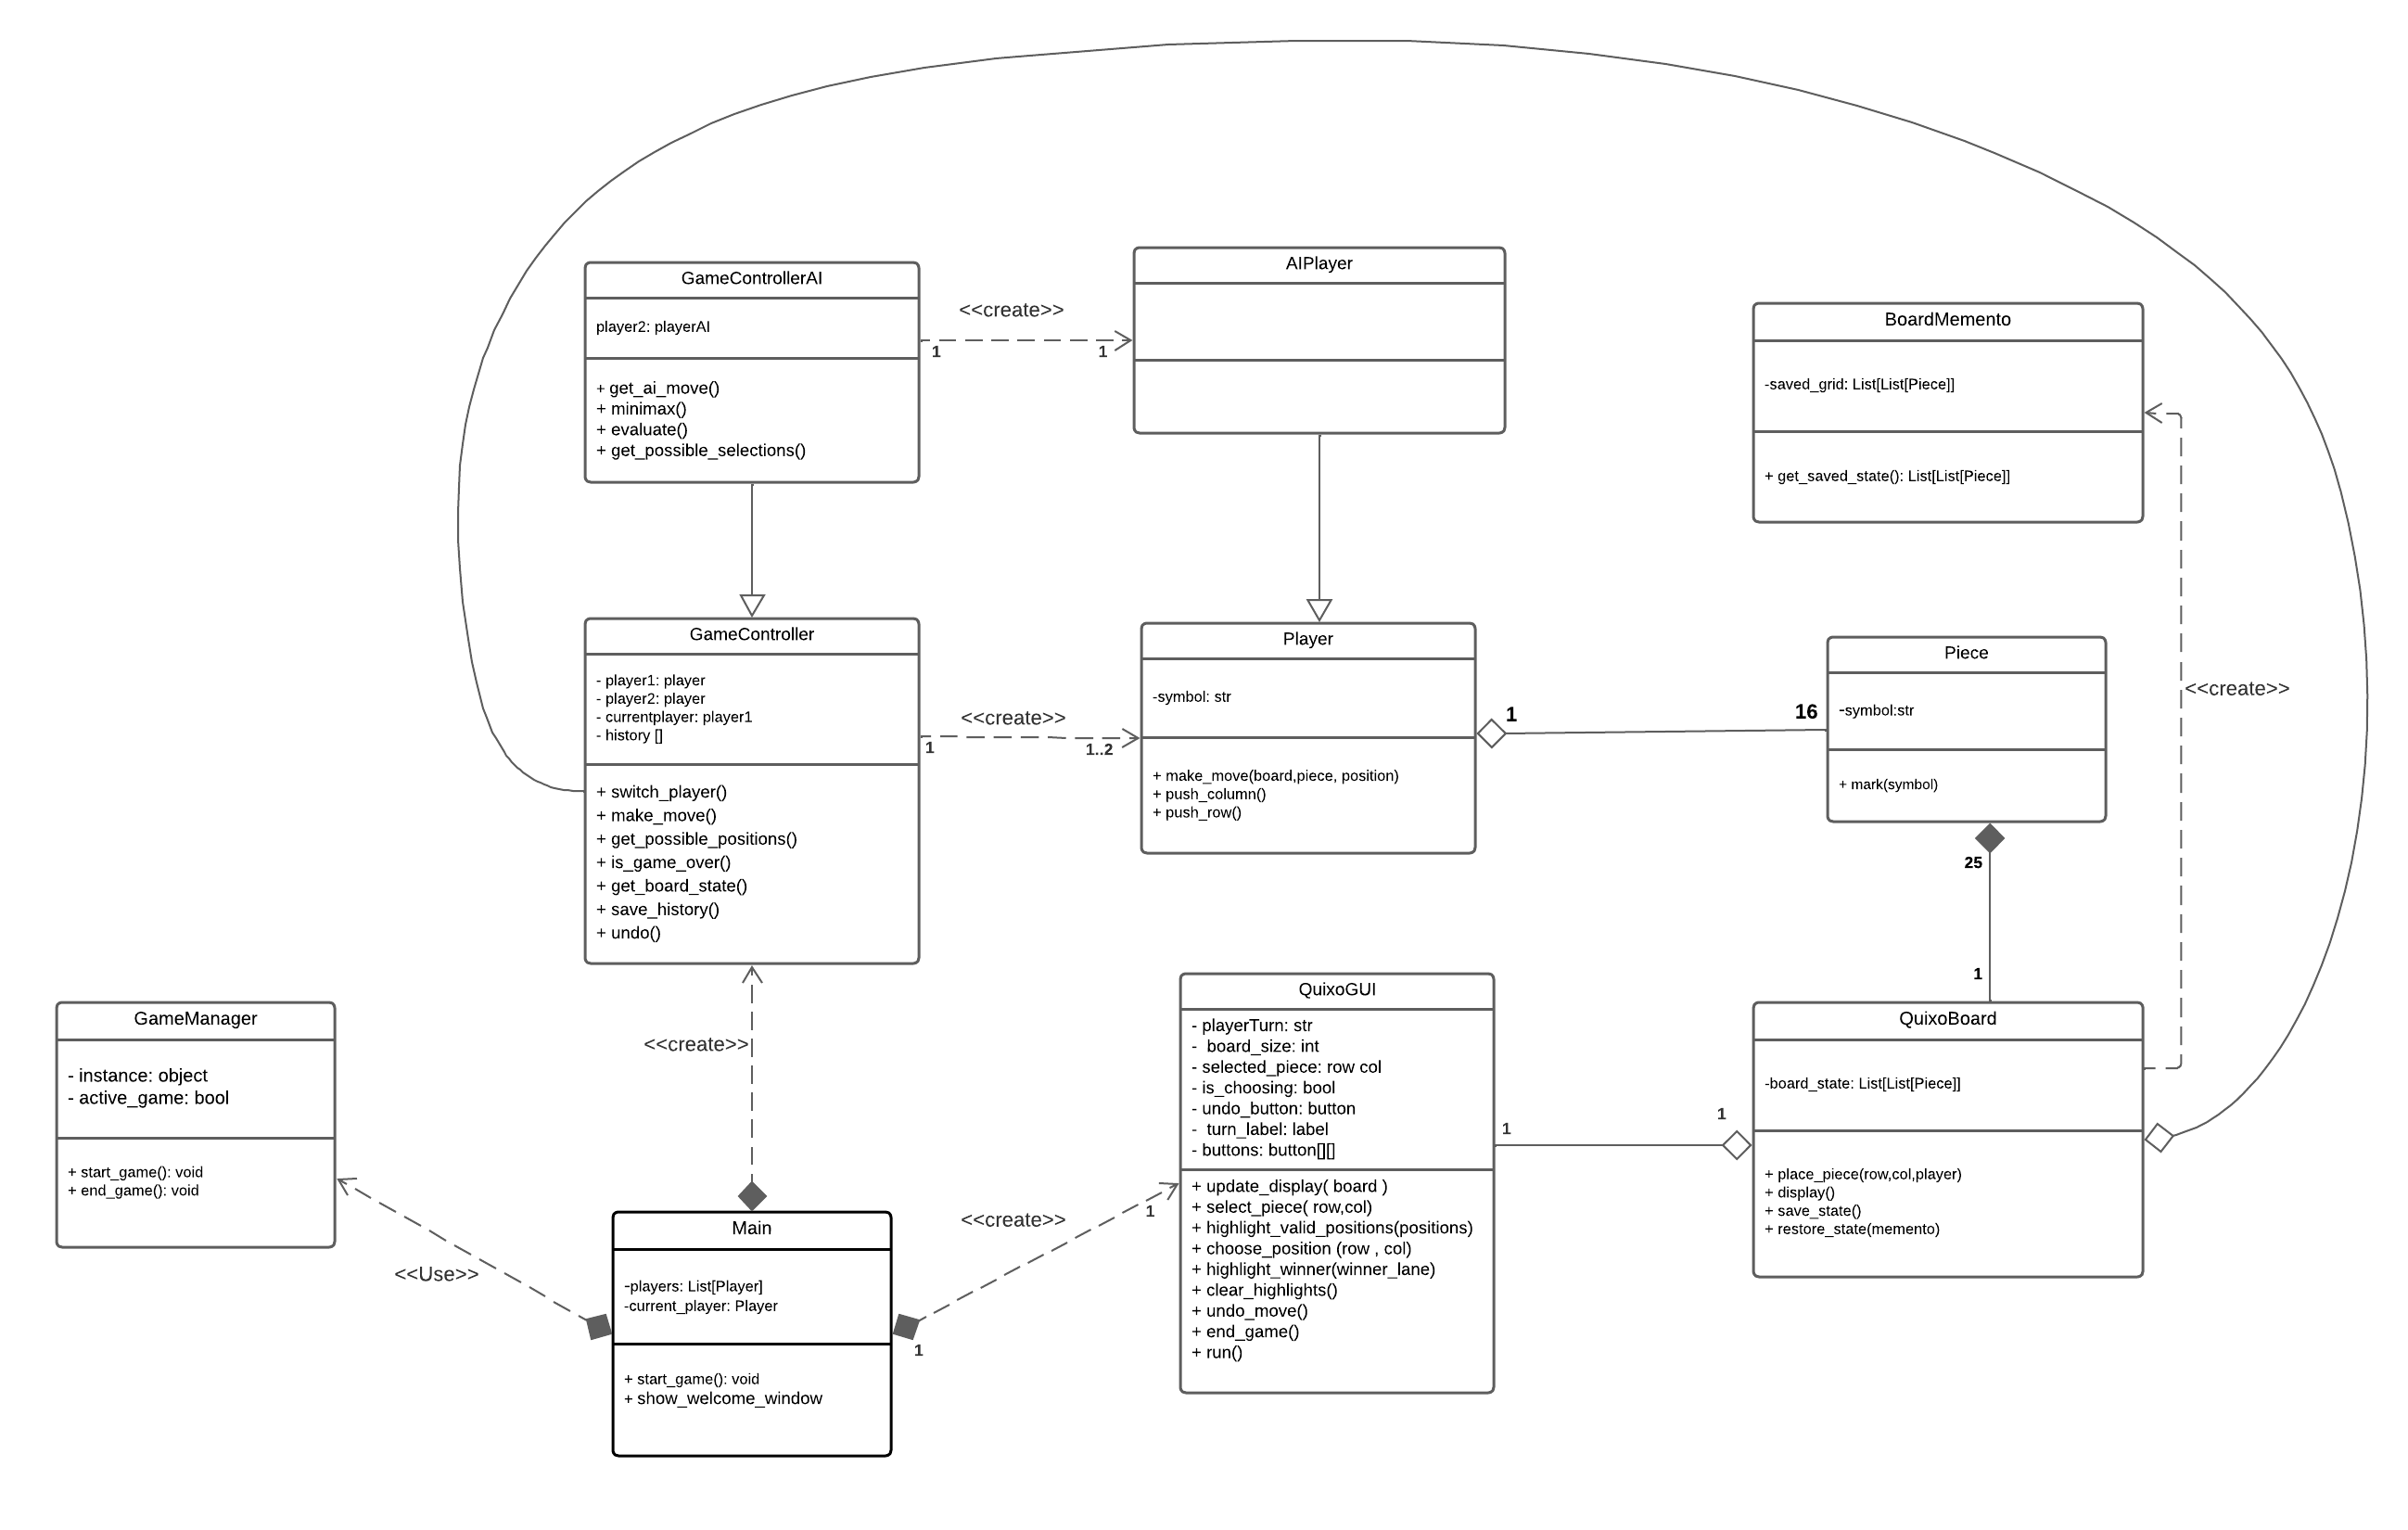 GameControllerAI
player2: playerAI
+ get_ai_move()
+ minimax()
+ evaluate()
+ get_possible_selections()
<<create>>
1
1
AIPlayer
BoardMemento
-saved_grid: List[List[Piece]]
+ get_saved_state(): List[List[Piece]]
GameController
- player1: player
- player2: player
- currentplayer: player1
- history []
+ switch_player()
+ make_move()
+ get_possible_positions()
+ is_game_over()
+ get_board_state()
+ save_history()
+ undo()
<<create>>
1
1..2
Player
-symbol: str
+ make_move(board,piece, position)
+ push_column()
+ push_row()
1
16
Piece
-symbol:str
+ mark(symbol)
<<create>>
25
1
GameManager
- instance: object
- active_game: bool
+ start_game(): void
+ end_game(): void
<<create>>
<<Use>>
Main
-players: List[Player]
-current_player: Player
+ start_game(): void
+ show_welcome_window
<<create>>
1
1
QuixoGUI
- playerTurn: str
-  board_size: int
- selected_piece: row col
- is_choosing: bool
- undo_button: button
-  turn_label: label
- buttons: button[][]
+ update_display( board )
+ select_piece( row,col)
+ highlight_valid_positions(positions)
+ choose_position (row , col)
+ highlight_winner(winner_lane)
+ clear_highlights()
+ undo_move()
+ end_game()
+ run()
1
1
QuixoBoard
-board_state: List[List[Piece]]
+ place_piece(row,col,player)
+ display()
+ save_state()
+ restore_state(memento)